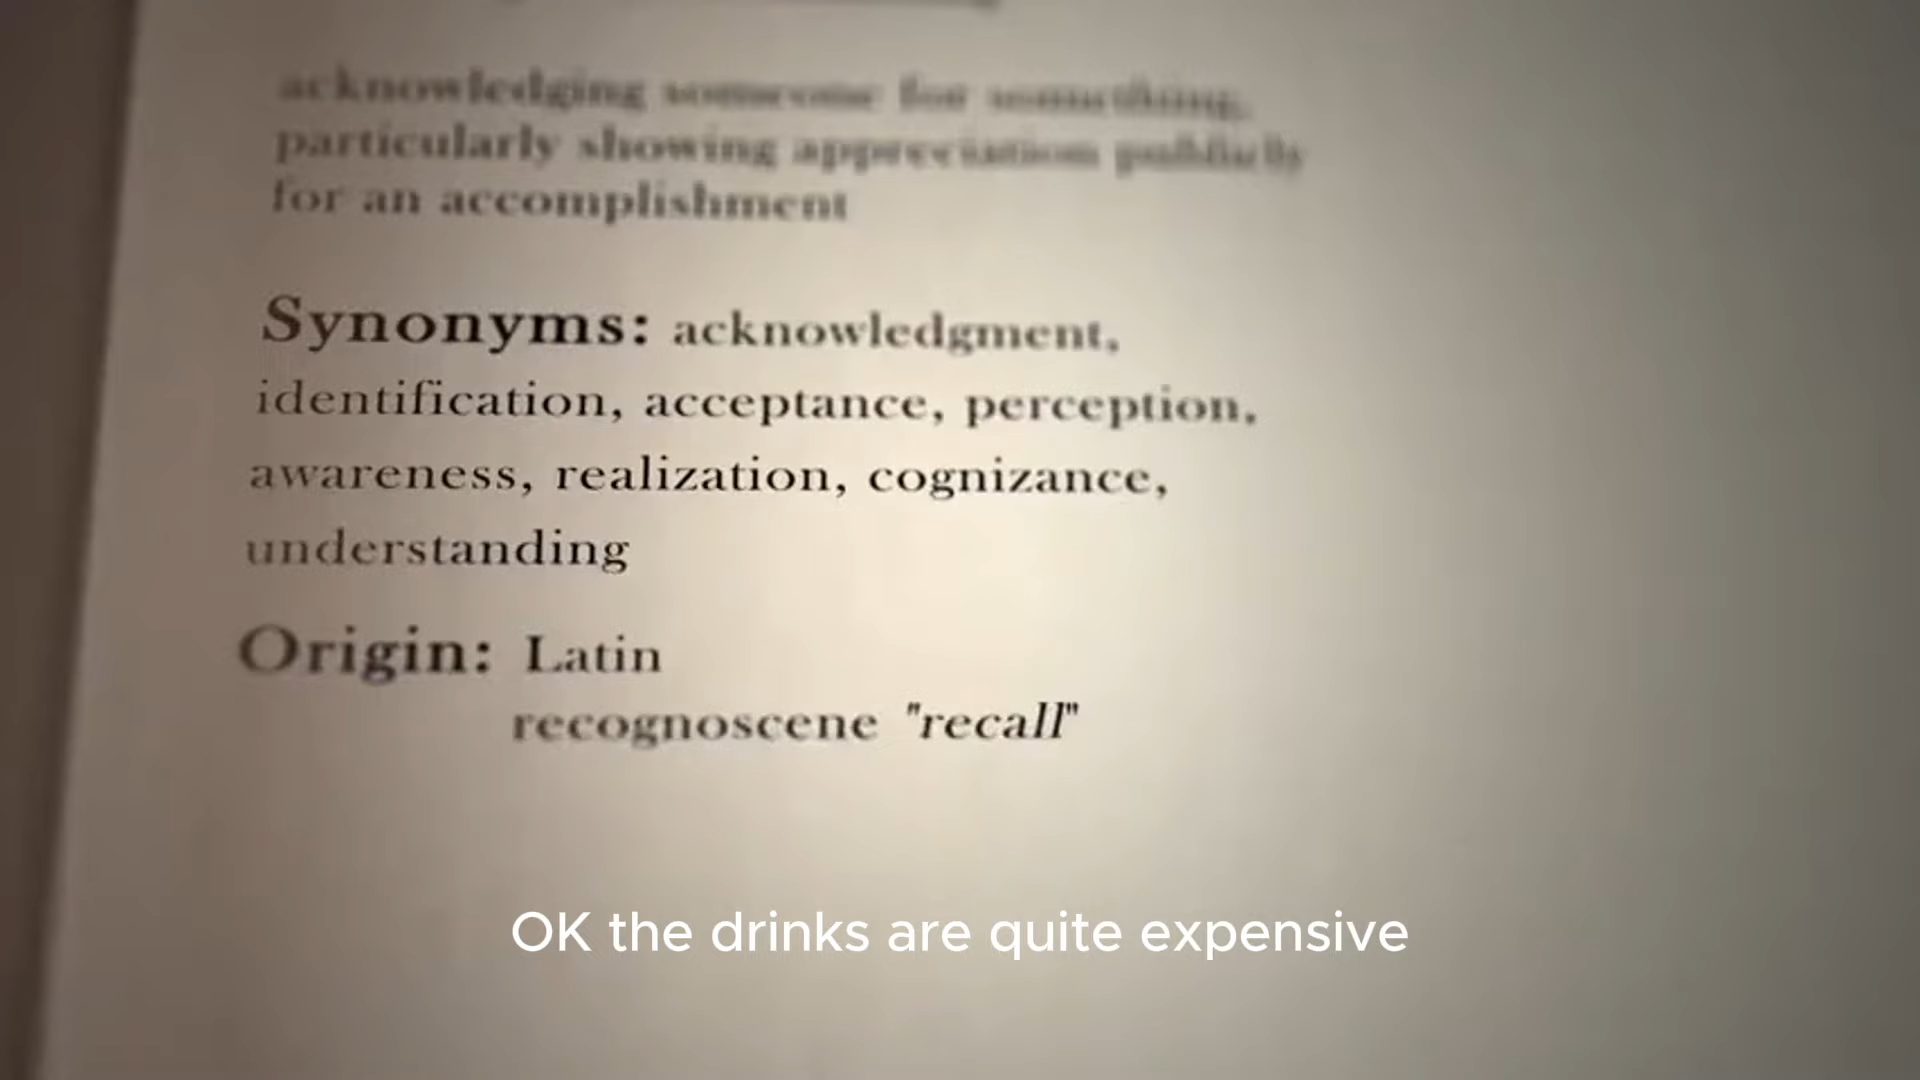 acknowledging someone for something,
particularly showing appreciation publicly
for an accomplishment
Synonyms: acknowledgment,
identification, acceptance, perception,
awareness, realization, cognizance,
understanding
Origin: Latin
recognoscene "recall"
OK the drinks are quite expensive